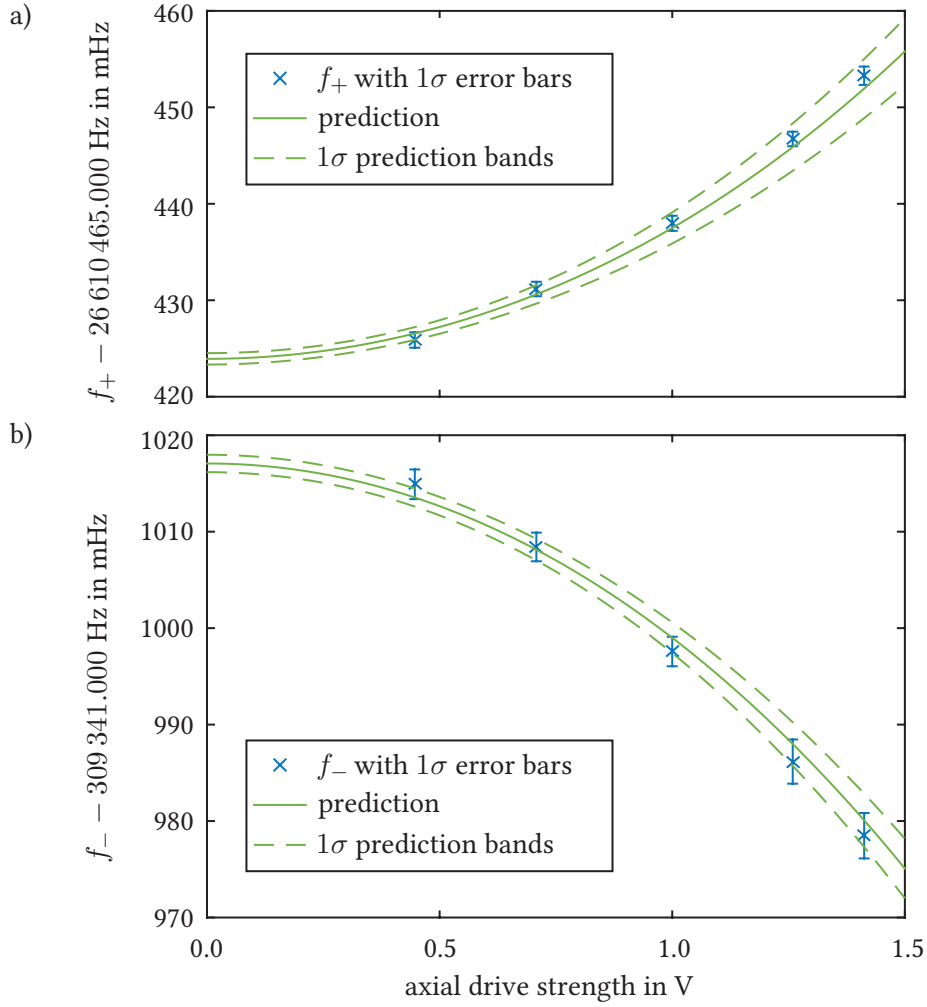 a)
f₊ − 26 610 465.000 Hz in mHz
460
450
440
430
420
f₊ with 1σ error bars
prediction
1σ prediction bands
b)
f₋ − 309 341.000 Hz in mHz
1020
1010
1000
990
980
970
f₋ with 1σ error bars
prediction
1σ prediction bands
0.0 0.5 1.0 1.5
axial drive strength in V